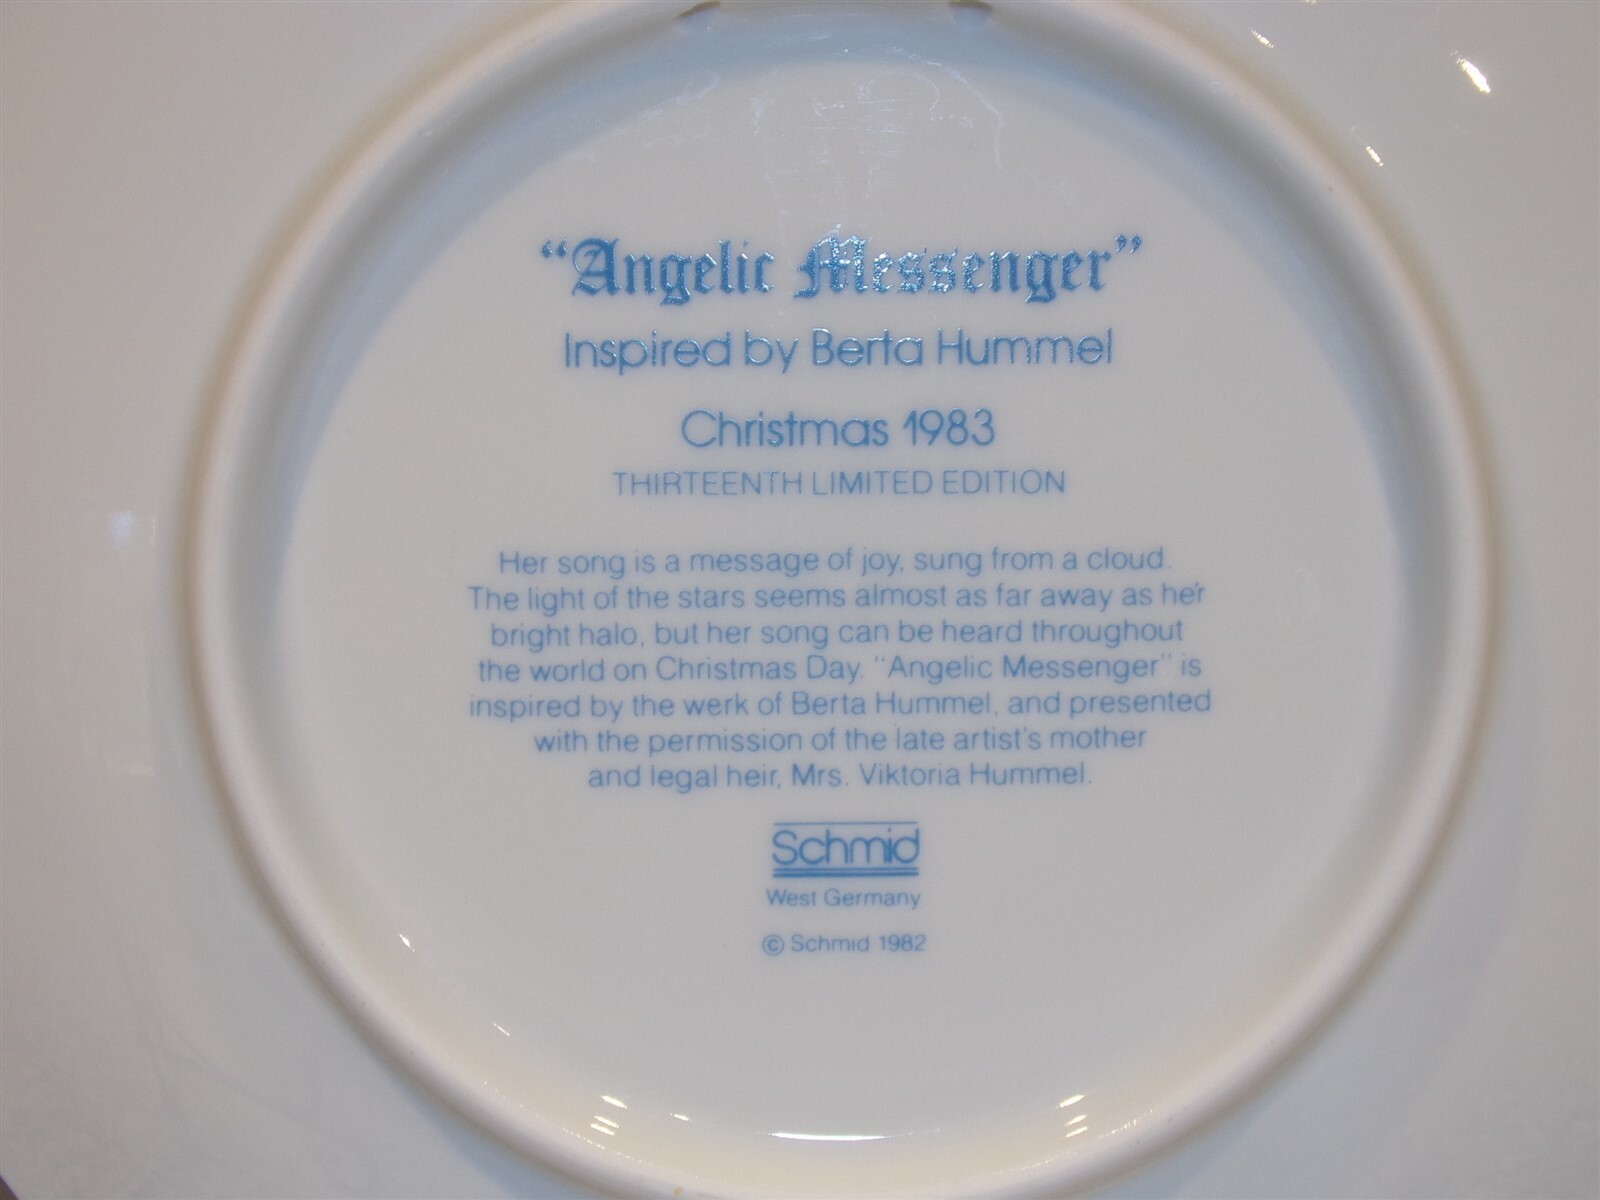 “Angelic Messenger”
Inspired by Berta Hummel
Christmas 1983
THIRTEENTH LIMITED EDITION
Her song is a message of joy, sung from a cloud.
The light of the stars seems almost as far away as her
bright halo, but her song can be heard throughout
the world on Christmas Day. “Angelic Messenger” is
inspired by the werk of Berta Hummel, and presented
with the permission of the late artist's mother
and legal heir, Mrs. Viktoria Hummel.
Schmid
West Germany
© Schmid 1982